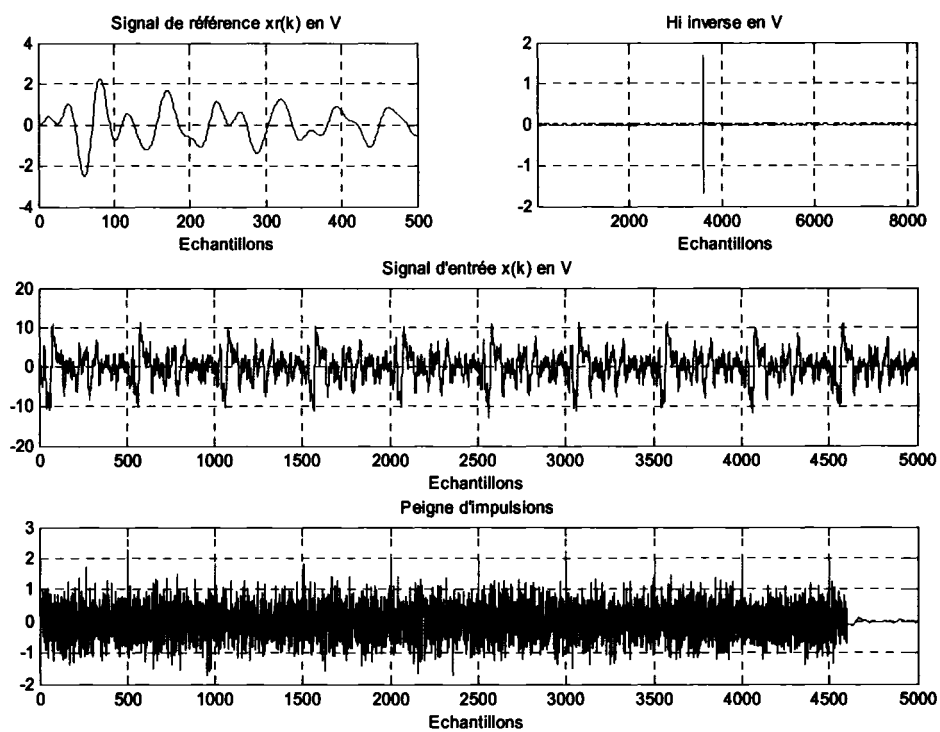 Signal de référence xr(k) en V
4
2
0
-2
-4
0 100 200 300 400 500
Echantillons
Hi inverse en V
2
1
0
-1
-2
2000 4000 6000 8000
Echantillons
Signal d'entrée x(k) en V
20
10
0
-10
-20
0 500 1000 1500 2000 2500 3000 3500 4000 4500 5000
Echantillons
Peigne d'impulsions
3
2
1
0
-1
-2
0 500 1000 1500 2000 2500 3000 3500 4000 4500 5000
Echantillons